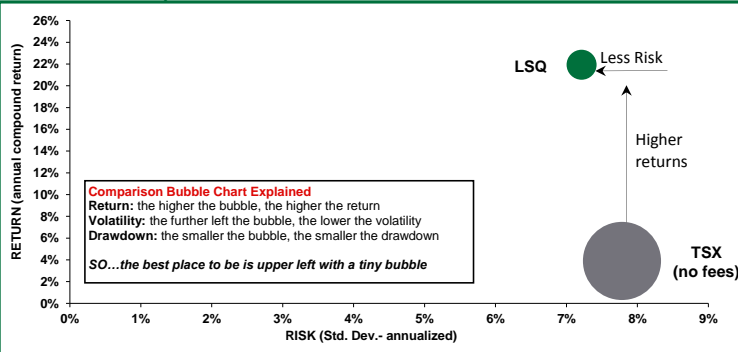 26%
24%
22%
20%
18%
16%
14%
12%
10%
8%
6%
4%
2%
0%
RETURN (annual compound return)
LSQ
Less Risk
Higher
returns
TSX
(no fees)
Comparison Bubble Chart Explained
Return: the higher the bubble, the higher the return
Volatility: the further left the bubble, the lower the volatility
Drawdown: the smaller the bubble, the smaller the drawdown
SO...the best place to be is upper left with a tiny bubble
0% 1% 2% 3% 4% 5% 6% 7% 8% 9%
RISK (Std. Dev.- annualized)